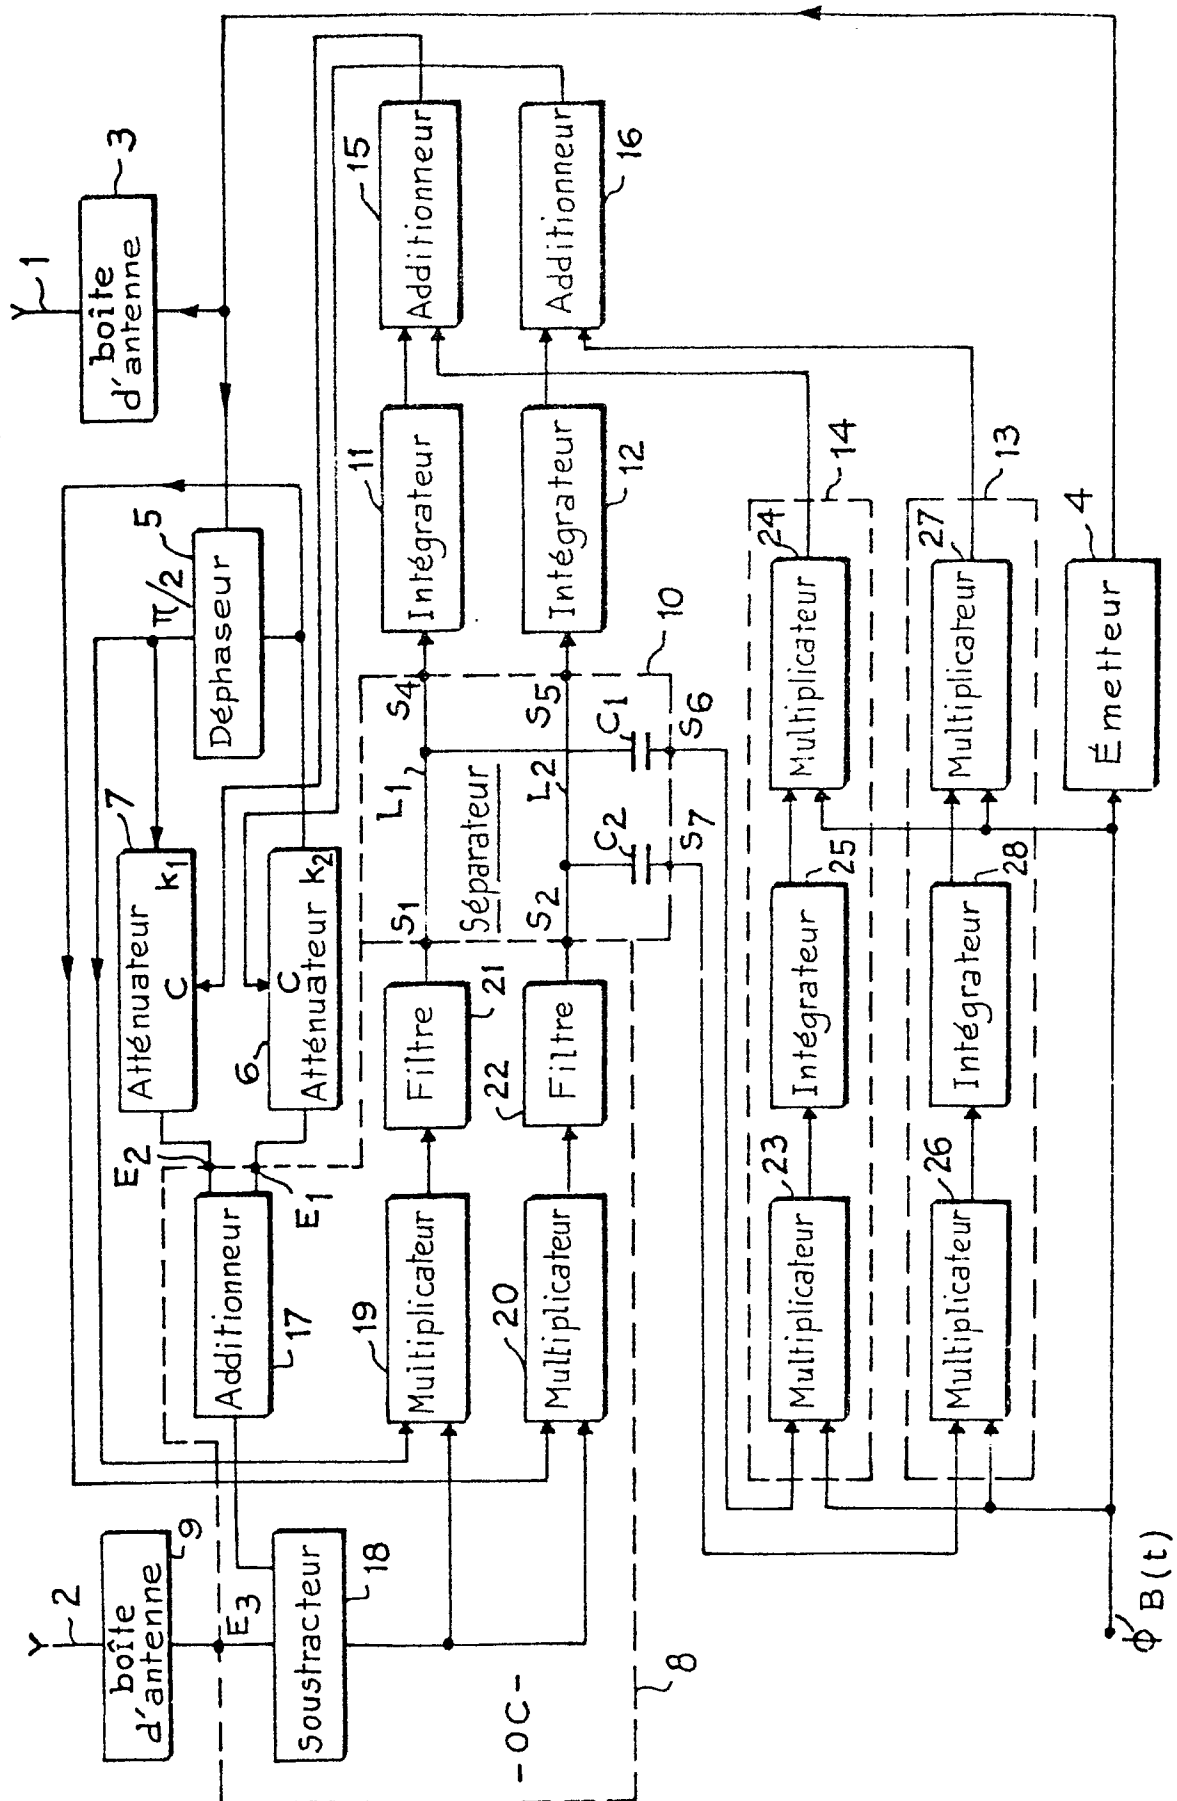 1
boîte
d'antenne
3
2
boîte
d'antenne
9
π/2
Déphaseur
5
Atténuateur
C
k1
7
Atténuateur
C
k2
6
E2
E1
E3
Additionneur
17
Soustracteur
18
- OC -
8
Multiplicateur
19
Multiplicateur
20
Filtre
21
Filtre
22
S1
S2
Séparateur
L1
L2
C1
C2
S4
S5
S6
S7
10
Intégrateur
11
Intégrateur
12
Additionneur
15
Additionneur
16
Multiplicateur
23
Intégrateur
25
Multiplicateur
24
14
Multiplicateur
26
Intégrateur
28
Multiplicateur
27
13
Émetteur
4
B(t)